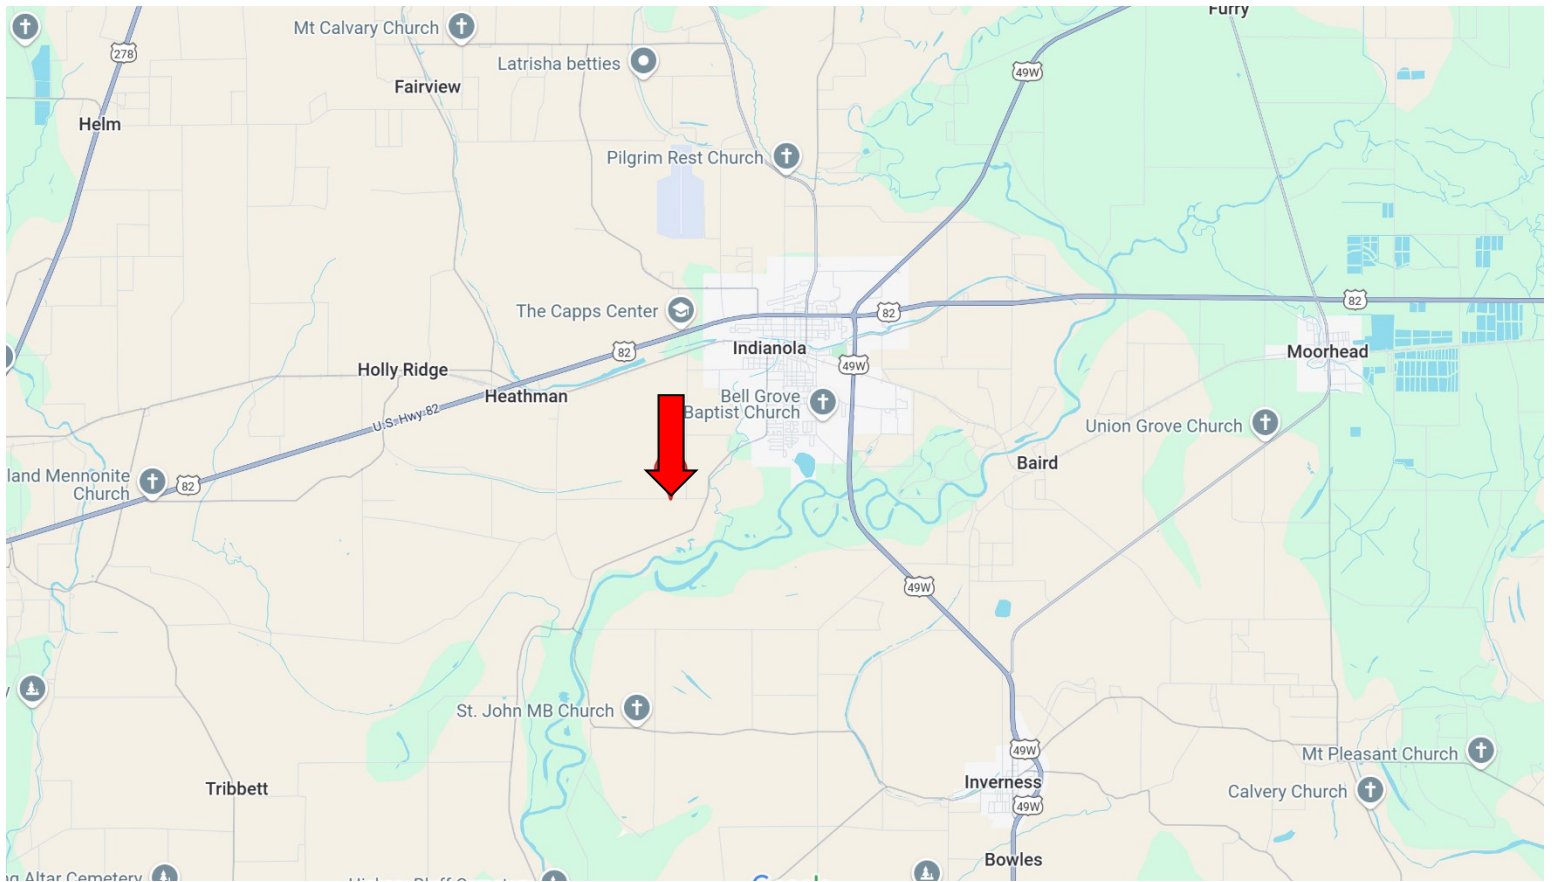 Furry
Mt Calvary Church
278
Latrisha betties
49W
Fairview
Helm
Pilgrim Rest Church
The Capps Center
82
82
82
Indianola
Moorhead
49W
Holly Ridge
Heathman
Bell Grove
Baptist Church
U.S. Hwy 82
Union Grove Church
Baird
land Mennonite
Church
82
49W
St. John MB Church
49W
Mt Pleasant Church
Tribbett
Inverness
Calvery Church
49W
Bowles
Altar Cemetery